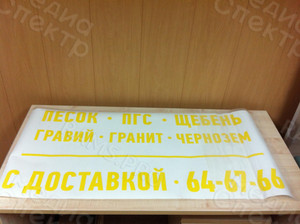 ПЕСОК · ПГС · ЩЕБЕНЬ
ГРАВИЙ · ГРАНИТ · ЧЕРНОЗЕМ
С ДОСТАВКОЙ · 64-67-66